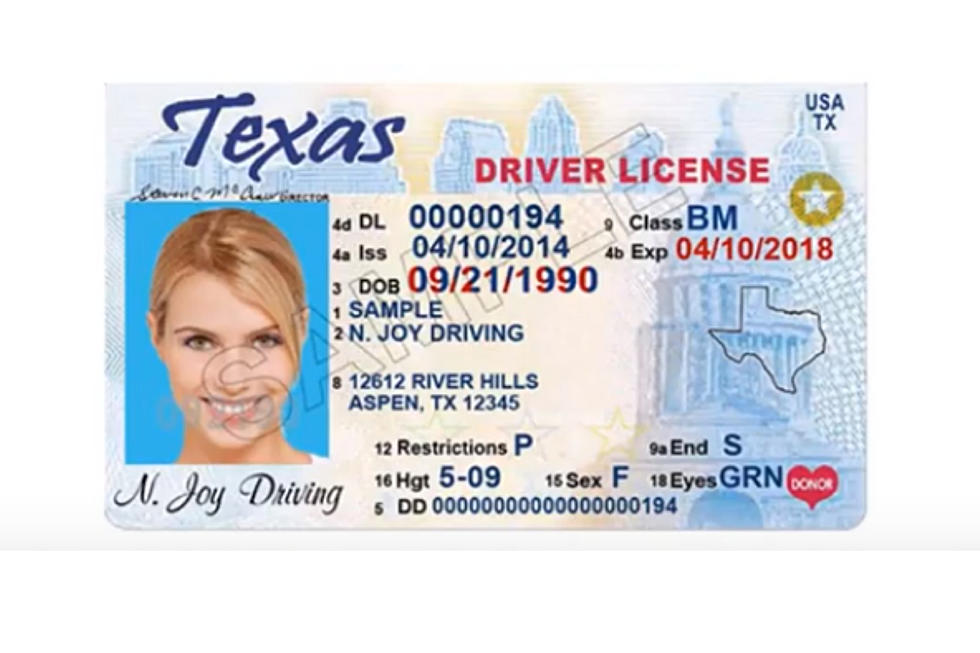 Texas
USA
TX
DRIVER LICENSE
DIRECTOR
4d DL 00000194 9 Class BM
4a Iss 04/10/2014 4b Exp 04/10/2018
3 DOB 09/21/1990
1 SAMPLE
2 N. JOY DRIVING
8 12612 RIVER HILLS
ASPEN, TX 12345
12 Restrictions P 9a End S
16 Hgt 5-09 15 Sex F 18 Eyes GRN DONOR
5 DD 00000000000000000194
N. Joy Driving
SAMPLE